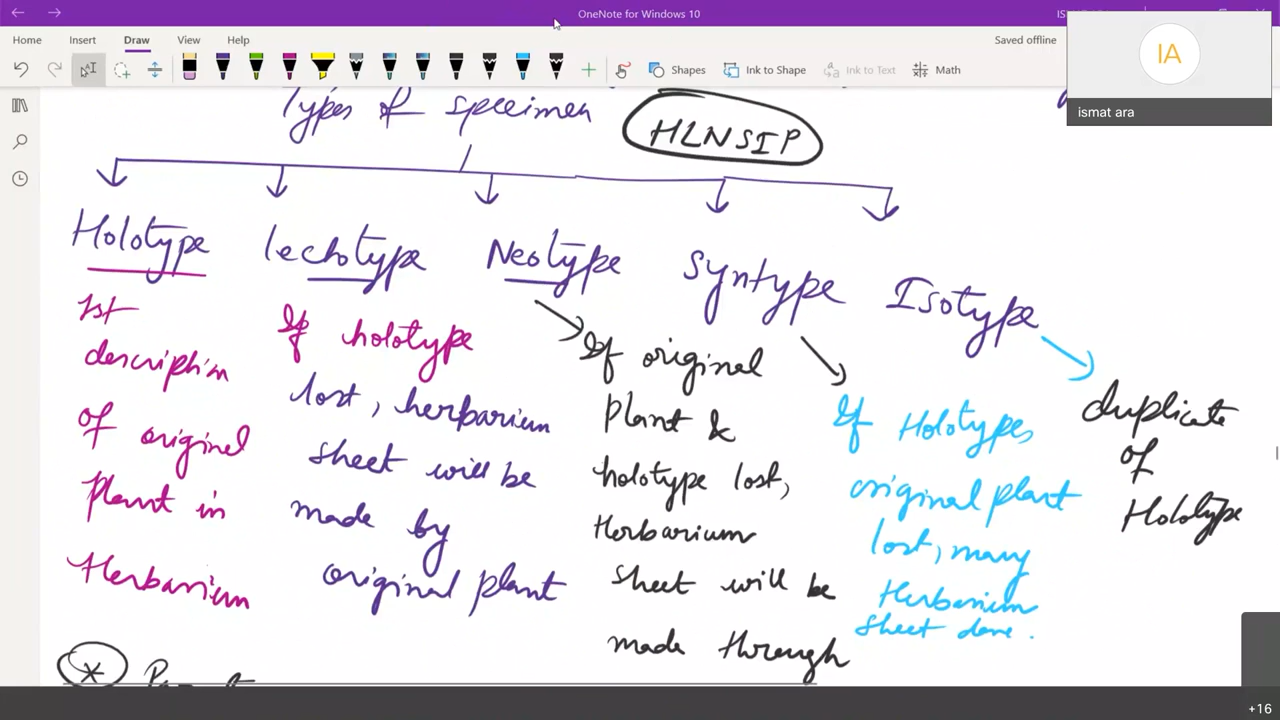 OneNote for Windows 10
Home Insert Draw View Help
Saved offline
IA
ismat ara
Shapes Ink to Shape Ink to Text Math
Types of specimen
HLNSIP
Holotype
lechotype
Neotype
Syntype
Isotype
1st
description
of original
plant in
Herbarium
If holotype
lost, herbarium
sheet will be
made by
original plant
If original
Plant &
holotype lost,
Herbarium
sheet will be
made through
If Holotypes
original plant
lost, many
Herbarium
sheet done.
duplicate
of
Holotype
+16